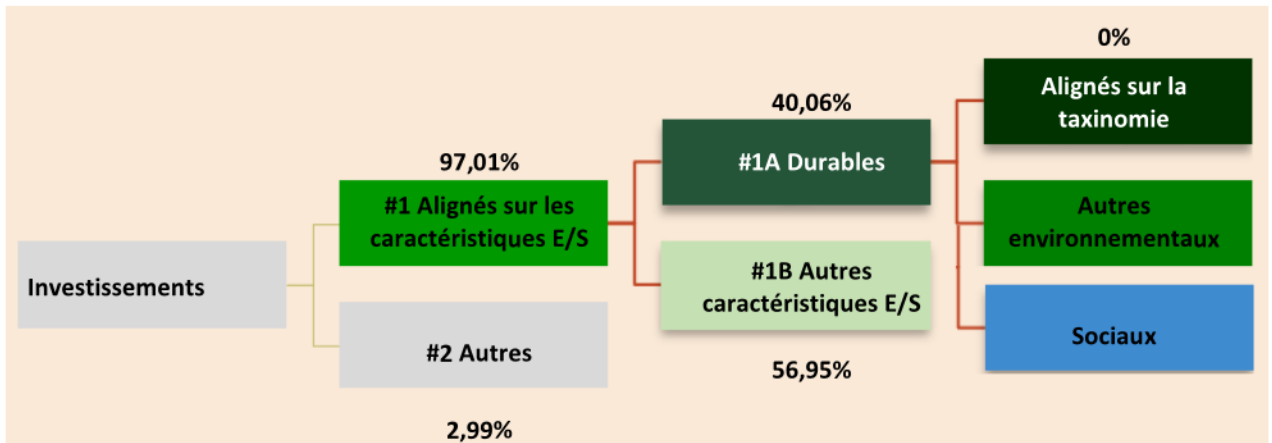 0%
Alignés sur la
taxinomie
40,06%
#1A Durables
97,01%
#1 Alignés sur les
caractéristiques E/S
Autres
environnementaux
Investissements
#1B Autres
caractéristiques E/S
Sociaux
#2 Autres
56,95%
2,99%